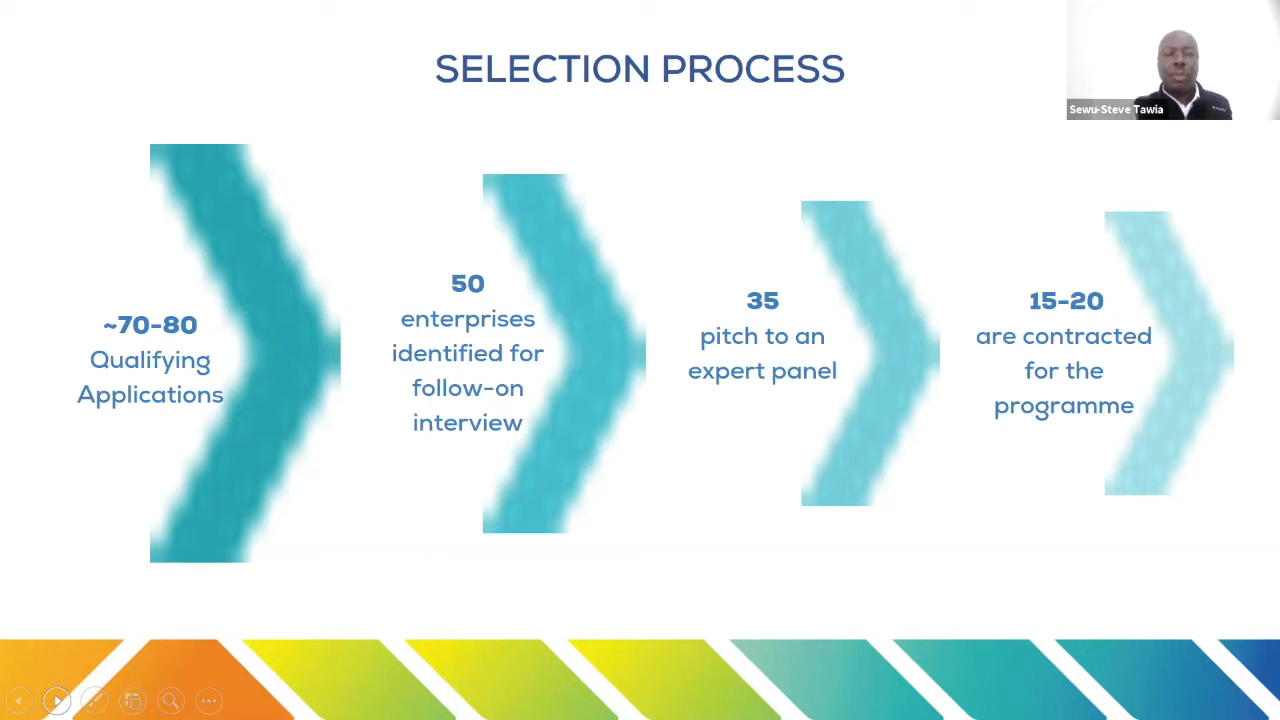 SELECTION PROCESS
Sewu-Steve Tawia
~70-80
Qualifying
Applications
50
enterprises
identified for
follow-on
interview
35
pitch to an
expert panel
15-20
are contracted
for the
programme